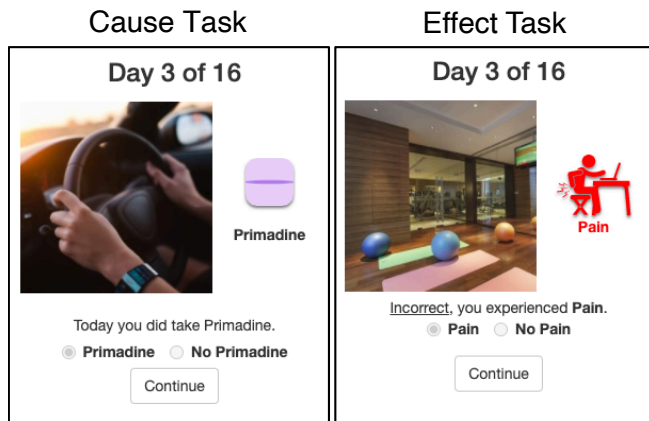 Cause Task
Day 3 of 16
Primadine
Today you did take Primadine.
Primadine No Primadine
Continue
Effect Task
Day 3 of 16
Pain
Incorrect, you experienced Pain.
Pain No Pain
Continue